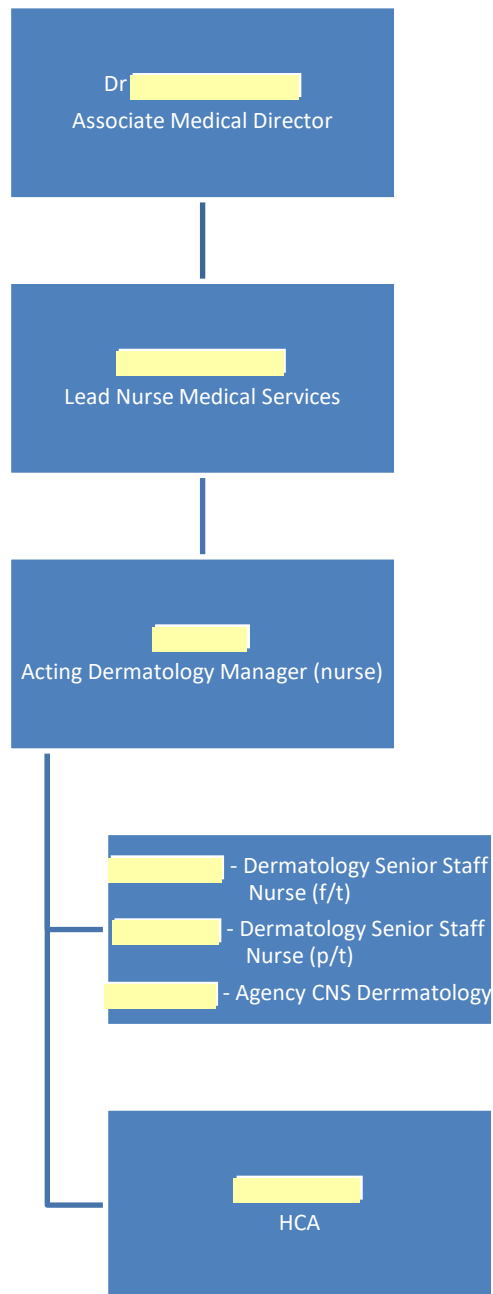 Dr
Associate Medical Director
Lead Nurse Medical Services
Acting Dermatology Manager (nurse)
- Dermatology Senior Staff
Nurse (f/t)
- Dermatology Senior Staff
Nurse (p/t)
- Agency CNS Derrmatology
HCA